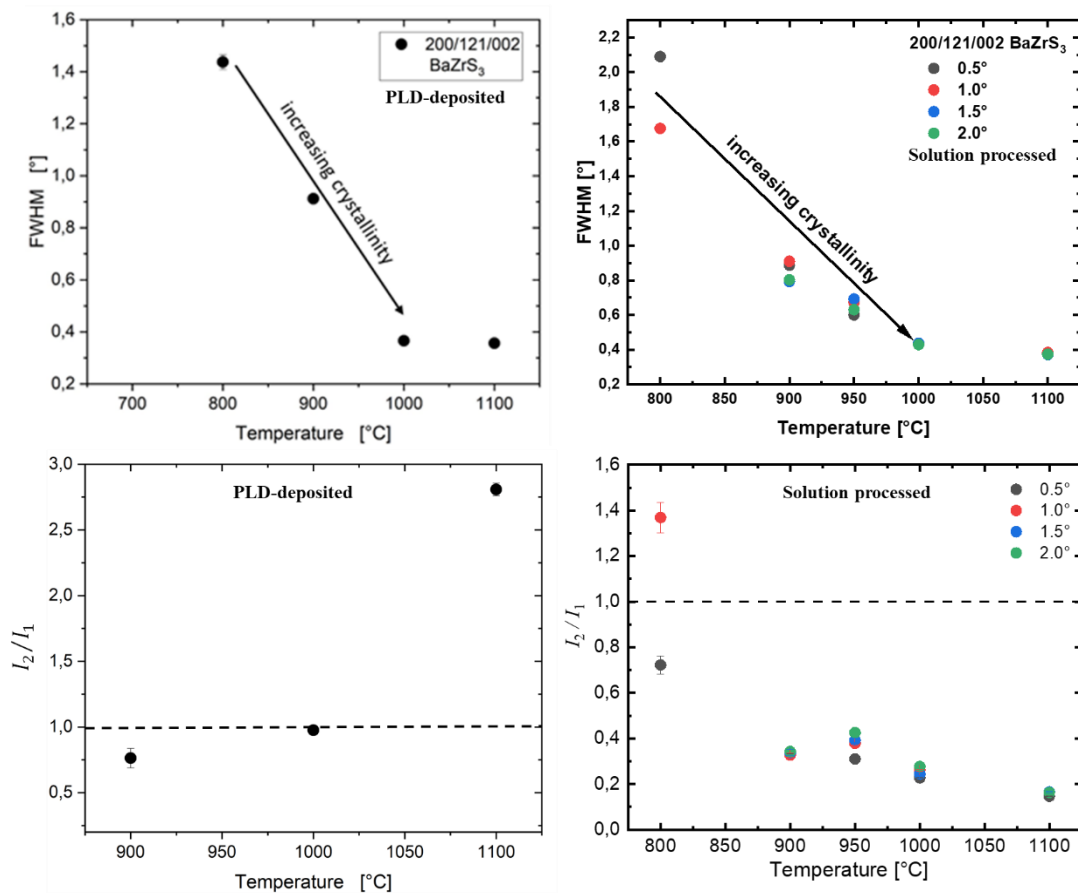 1,6
1,4
1,2
1,0
0,8
0,6
0,4
0,2
FWHM [°]
200/121/002
BaZrS3
PLD-deposited
increasing crystallinity
700 800 900 1000 1100
Temperature [°C]
2,2
2,0
1,8
1,6
1,4
1,2
1,0
0,8
0,6
0,4
0,2
FWHM [°]
200/121/002 BaZrS3
0.5°
1.0°
1.5°
2.0°
Solution processed
increasing crystallinity
800 850 900 950 1000 1050 1100
Temperature [°C]
3,0
2,5
2,0
1,5
1,0
0,5
I2/I1
PLD-deposited
900 950 1000 1050 1100
Temperature [°C]
1,6
1,4
1,2
1,0
0,8
0,6
0,4
0,2
0,0
I2/I1
Solution processed
0.5°
1.0°
1.5°
2.0°
800 850 900 950 1000 1050 1100
Temperature [°C]